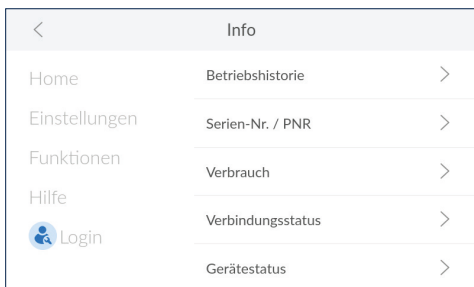 Info
Home
Einstellungen
Funktionen
Hilfe
Login
Betriebshistorie
Serien-Nr. / PNR
Verbrauch
Verbindungsstatus
Gerätestatus